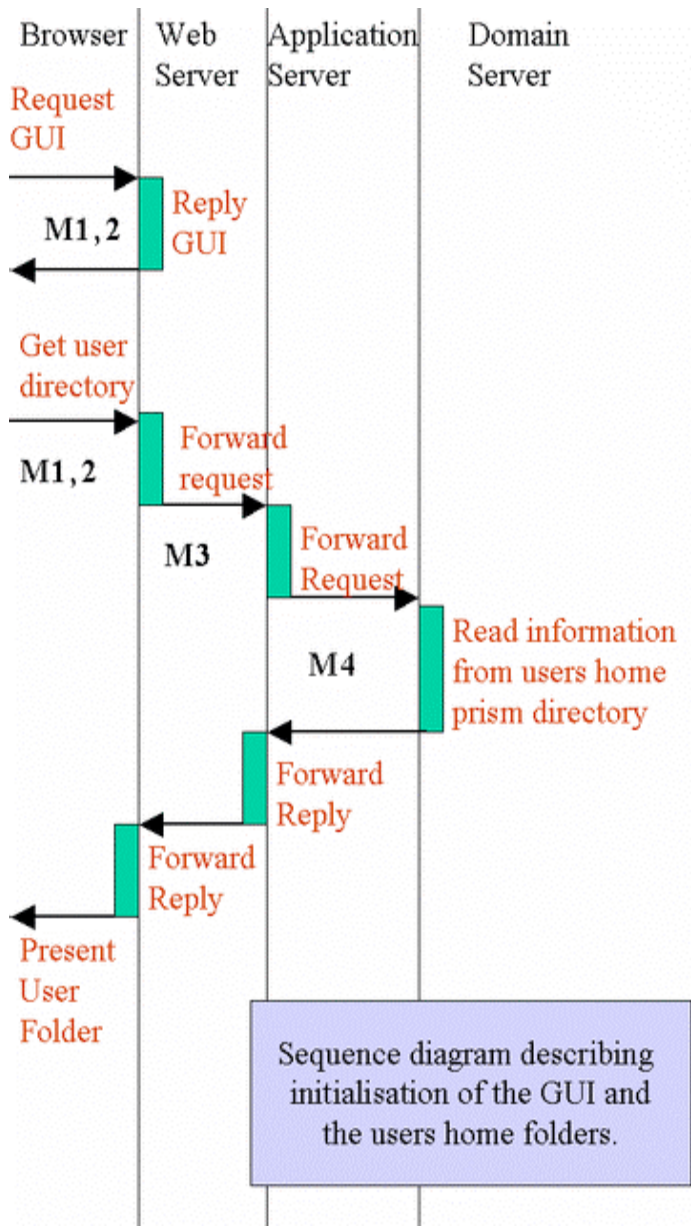 Browser
Web
Server
Application
Server
Domain
Server
Request
GUI
Reply
GUI
M1,2
Get user
directory
Forward
request
M1,2
M3
Forward
Request
Read information
from users home
prism directory
M4
Forward
Reply
Forward
Reply
Present
User
Folder
Sequence diagram describing
initialisation of the GUI and
the users home folders.